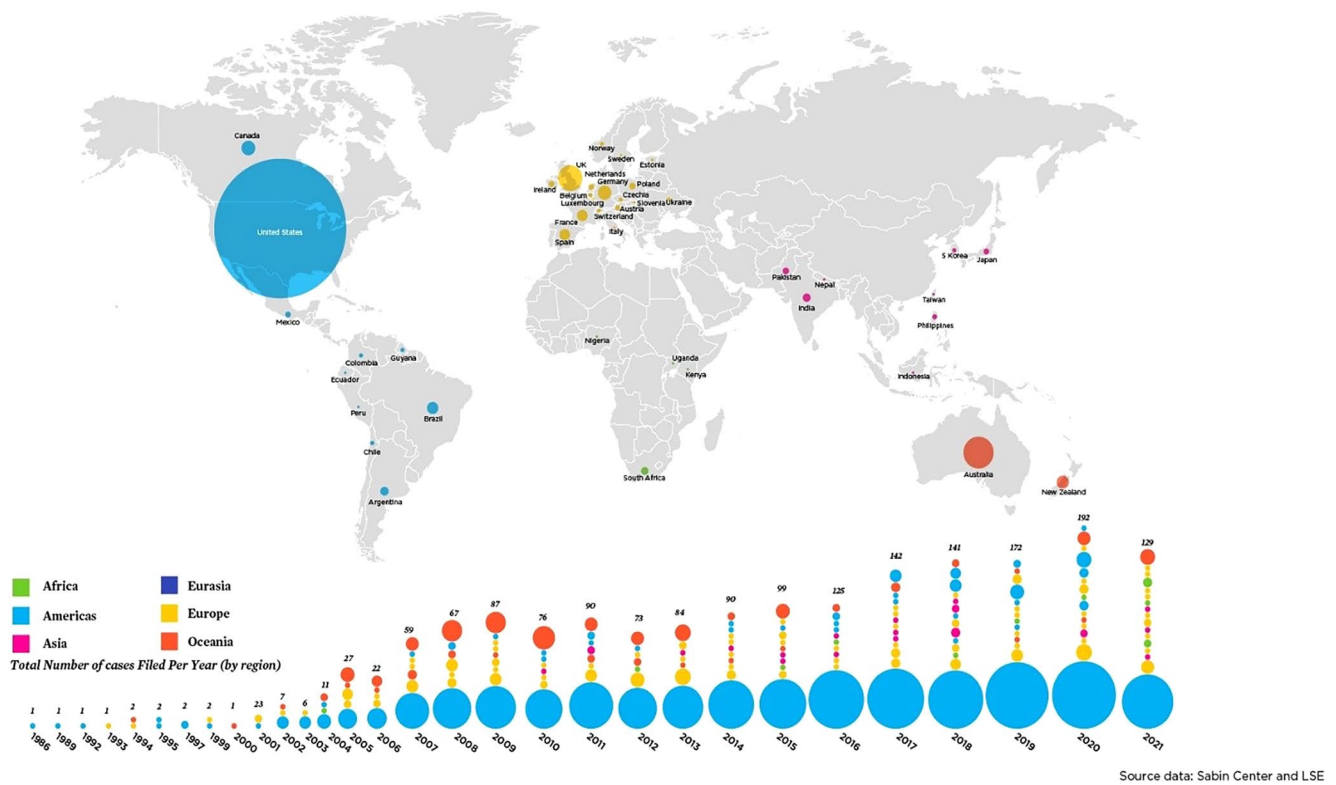 Canada
United States
Mexico
Colombia
Guyana
Ecuador
Peru
Brazil
Chile
Argentina
Norway
Sweden
Estonia
UK
Netherlands
Germany
Poland
Ireland
Belgium
Czechia
Luxembourg
Slovenia
Ukraine
Austria
Switzerland
France
Italy
Spain
Nigeria
Uganda
Kenya
South Africa
Pakistan
Nepal
India
S Korea
Japan
Taiwan
Philippines
Indonesia
Australia
New Zealand
Africa
Eurasia
Americas
Europe
Asia
Oceania
Total Number of cases Filed Per Year (by region)
1 1 1 1 2 2 2 2 1 23 7 6 11 27 22 59 67 87 76 90 73 84 90 99 125 142 141 172 192 129
1986 1989 1992 1993 1994 1995 1997 1999 2000 2001 2002 2003 2004 2005 2006 2007 2008 2009 2010 2011 2012 2013 2014 2015 2016 2017 2018 2019 2020 2021
Source data: Sabin Center and LSE